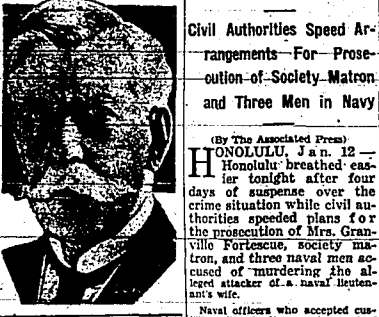 Civil Authorities Speed Ar-
rangements For Prose-
cution of Society Matron
and Three Men in Navy
(By The Associated Press)
HONOLULU, Jan. 12 —
Honolulu breathed eas-
ier tonight after four
days of suspense over the
crime situation while civil au-
thorities speeded plans for
the prosecution of Mrs. Gran-
ville Fortescue, society ma-
tron, and three naval men ac-
cused of murdering the al-
leged attacker of a naval lieuten-
ant's wife.
Naval officers who accepted cus-